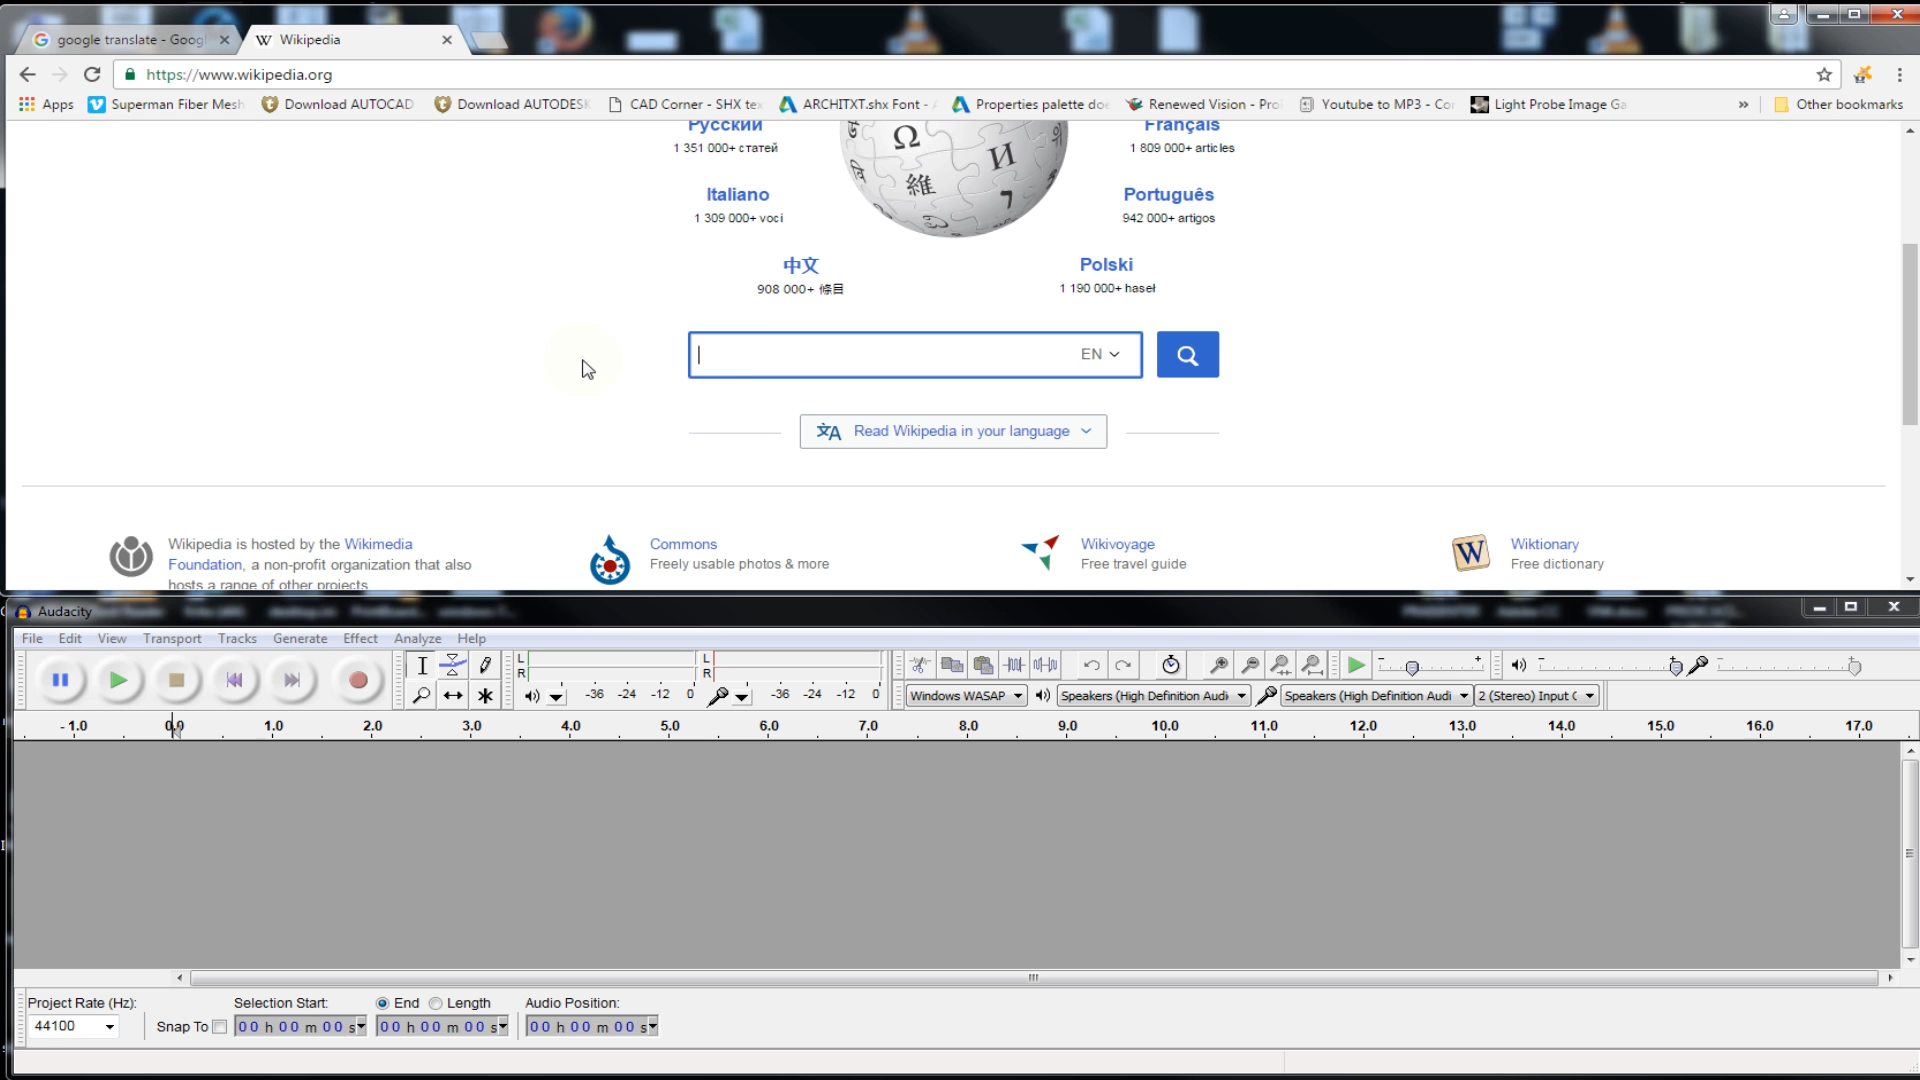 google translate - Googl
Wikipedia
https://www.wikipedia.org
Apps
Superman Fiber Mesh
Download AUTOCAD
Download AUTODESK
CAD Corner - SHX tex
ARCHITXT.shx Font - A
Properties palette doe
Renewed Vision - Pro
Youtube to MP3 - Con
Light Probe Image Ga
»
Other bookmarks
Русский
1 351 000+ статей
Français
1 809 000+ articles
Ω
И
維
7
Italiano
1 309 000+ voci
Português
942 000+ artigos
中文
908 000+ 條目
Polski
1 190 000+ haseł
EN
Read Wikipedia in your language
Wikipedia is hosted by the Wikimedia
Foundation, a non-profit organization that also
hosts a range of other projects
Commons
Freely usable photos & more
Wikivoyage
Free travel guide
W
Wiktionary
Free dictionary
Audacity
File Edit View Transport Tracks Generate Effect Analyze Help
L
R
-36 -24 -12 0
L
R
-36 -24 -12 0
Windows WASAP
Speakers (High Definition Audi
Speakers (High Definition Audi
2 (Stereo) Input C
- 1.0 0.0 1.0 2.0 3.0 4.0 5.0 6.0 7.0 8.0 9.0 10.0 11.0 12.0 13.0 14.0 15.0 16.0 17.0
Project Rate (Hz):
44100
Snap To
Selection Start:
00 h 00 m 00 s
End
Length
00 h 00 m 00 s
Audio Position:
00 h 00 m 00 s